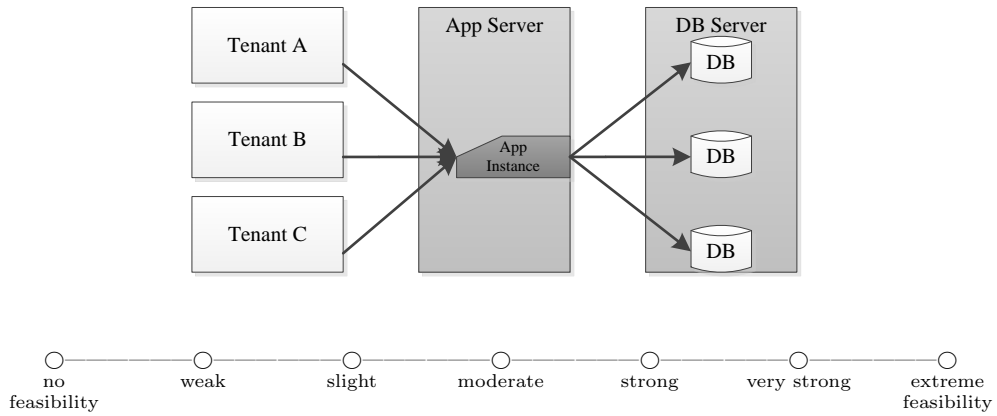 Tenant A
App Server
DB Server
DB
Tenant B
App
Instance
DB
Tenant C
DB
no
feasibility
weak
slight
moderate
strong
very strong
extreme
feasibility